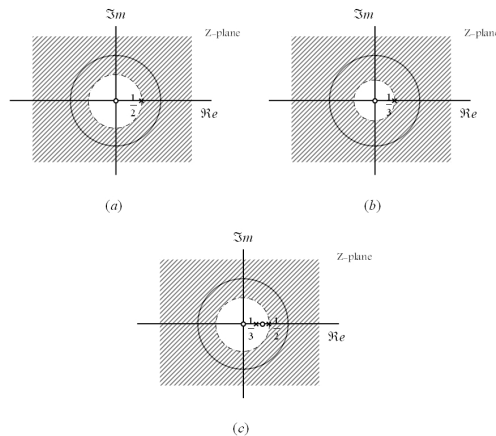 ℑm
Z–plane
1/2
ℜe
(a)
ℑm
Z–plane
1/3
ℜe
(b)
ℑm
Z–plane
1/3 1/2
ℜe
(c)